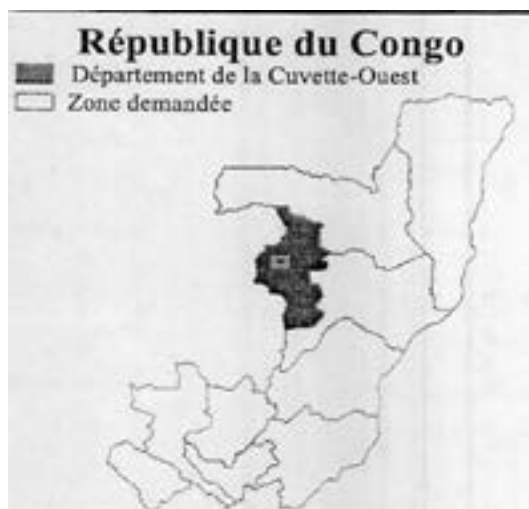 République du Congo
Département de la Cuvette-Ouest
Zone demandée